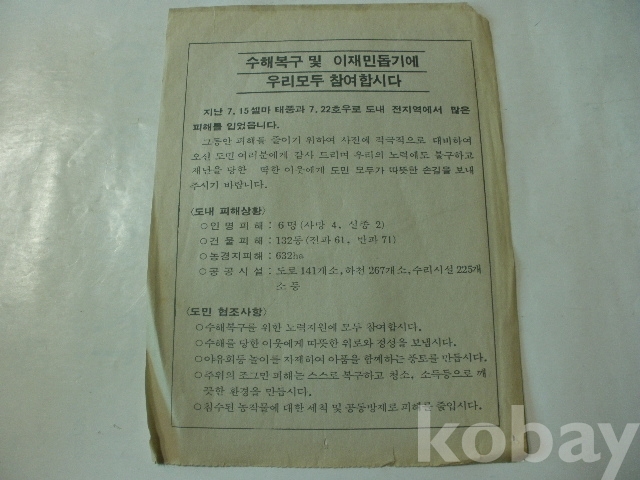 수해복구 및 이재민돕기에
우리모두 참여합시다
지난 7. 15셀마 태풍과 7. 22호우로 도내 전지역에서 많은
피해를 입었읍니다.
그동안 피해를 줄이기 위하여 사전에 적극적으로 대비하여
오신 도민 여러분에게 감사 드리며 우리의 노력에도 불구하고
재난을 당한 딱한 이웃에게 도민 모두가 따뜻한 손길을 보내
주시기 바랍니다.
〈도내 피해상황〉
○인명피해 : 6명 (사망 4, 실종 2)
○건물피해 : 132동 (전파 61, 반파 71)
○농경지피해 : 632ha
○공공시설 : 도로 141개소, 하천 267개소, 수리시설 225개
소 등
〈도민 협조사항〉
○수해복구를 위한 노력지원에 모두 참여합시다.
○수해를 당한 이웃에게 따뜻한 위로와 정성을 보냅시다.
○야유회등 놀이를 자제하여 아픔을 함께하는 풍토를 만듭시다.
○주위의 조그만 피해는 스스로 복구하고 청소, 소독등으로 깨
끗한 환경을 만듭시다.
○침수된 농작물에 대한 세척 및 공동방제로 피해를 줄입시다.
kobay